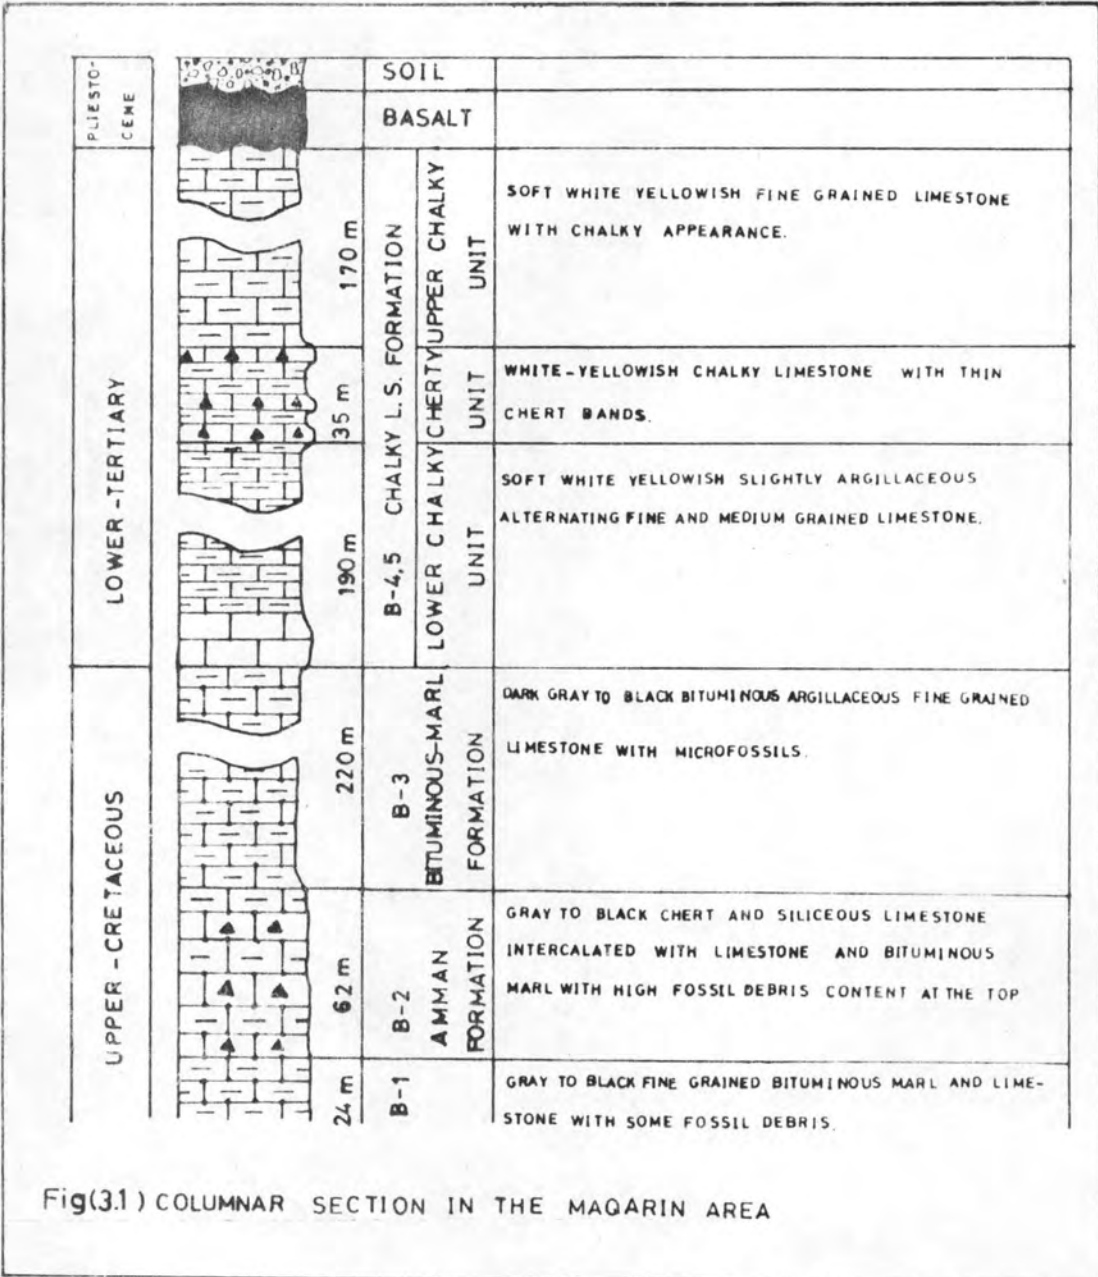 PLIESTO-
CENE
SOIL
BASALT
LOWER-TERTIARY
170 m
35 m
190 m
B-4,5 CHALKY L.S. FORMATION
UPPER CHALKY
UNIT
SOFT WHITE YELLOWISH FINE GRAINED LIMESTONE
WITH CHALKY APPEARANCE.
CHERTY
UNIT
WHITE-YELLOWISH CHALKY LIMESTONE WITH THIN
CHERT BANDS.
LOWER CHALKY
UNIT
SOFT WHITE YELLOWISH SLIGHTLY ARGILLACEOUS
ALTERNATING FINE AND MEDIUM GRAINED LIMESTONE.
UPPER-CRETACEOUS
220 m
B-3
BITUMINOUS-MARL
FORMATION
DARK GRAY TO BLACK BITUMINOUS ARGILLACEOUS FINE GRAINED
LIMESTONE WITH MICROFOSSILS.
62 m
B-2
AMMAN
FORMATION
GRAY TO BLACK CHERT AND SILICEOUS LIMESTONE
INTERCALATED WITH LIMESTONE AND BITUMINOUS
MARL WITH HIGH FOSSIL DEBRIS CONTENT AT THE TOP
24 m
B-1
GRAY TO BLACK FINE GRAINED BITUMINOUS MARL AND LIME-
STONE WITH SOME FOSSIL DEBRIS.
Fig(3.1) COLUMNAR SECTION IN THE MAQARIN AREA